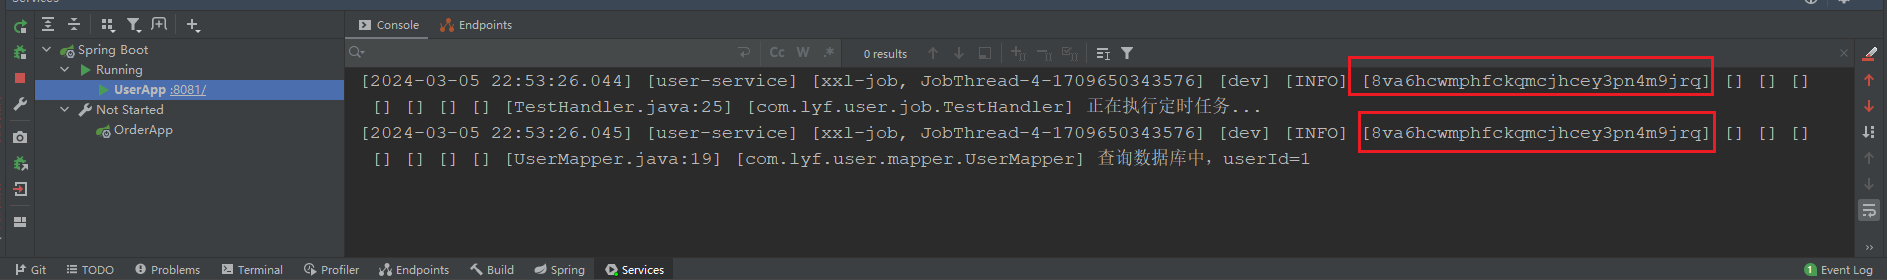 Services
Console
Endpoints
Spring Boot
Cc
W
.*
0 results
Running
UserApp :8081/
Not Started
OrderApp
[2024-03-05 22:53:26.044] [user-service] [xxl-job, JobThread-4-1709650343576] [dev] [INFO] [8va6hcwmphfckqmcjhcey3pn4m9jrq] [] [] []
[] [] [] [] [TestHandler.java:25] [com.lyf.user.job.TestHandler] 正在执行定时任务...
[2024-03-05 22:53:26.045] [user-service] [xxl-job, JobThread-4-1709650343576] [dev] [INFO] [8va6hcwmphfckqmcjhcey3pn4m9jrq] [] [] []
[] [] [] [] [UserMapper.java:19] [com.lyf.user.mapper.UserMapper] 查询数据库中，userId=1
Git
TODO
Problems
Terminal
Profiler
Endpoints
Build
Spring
Services
1 Event Log